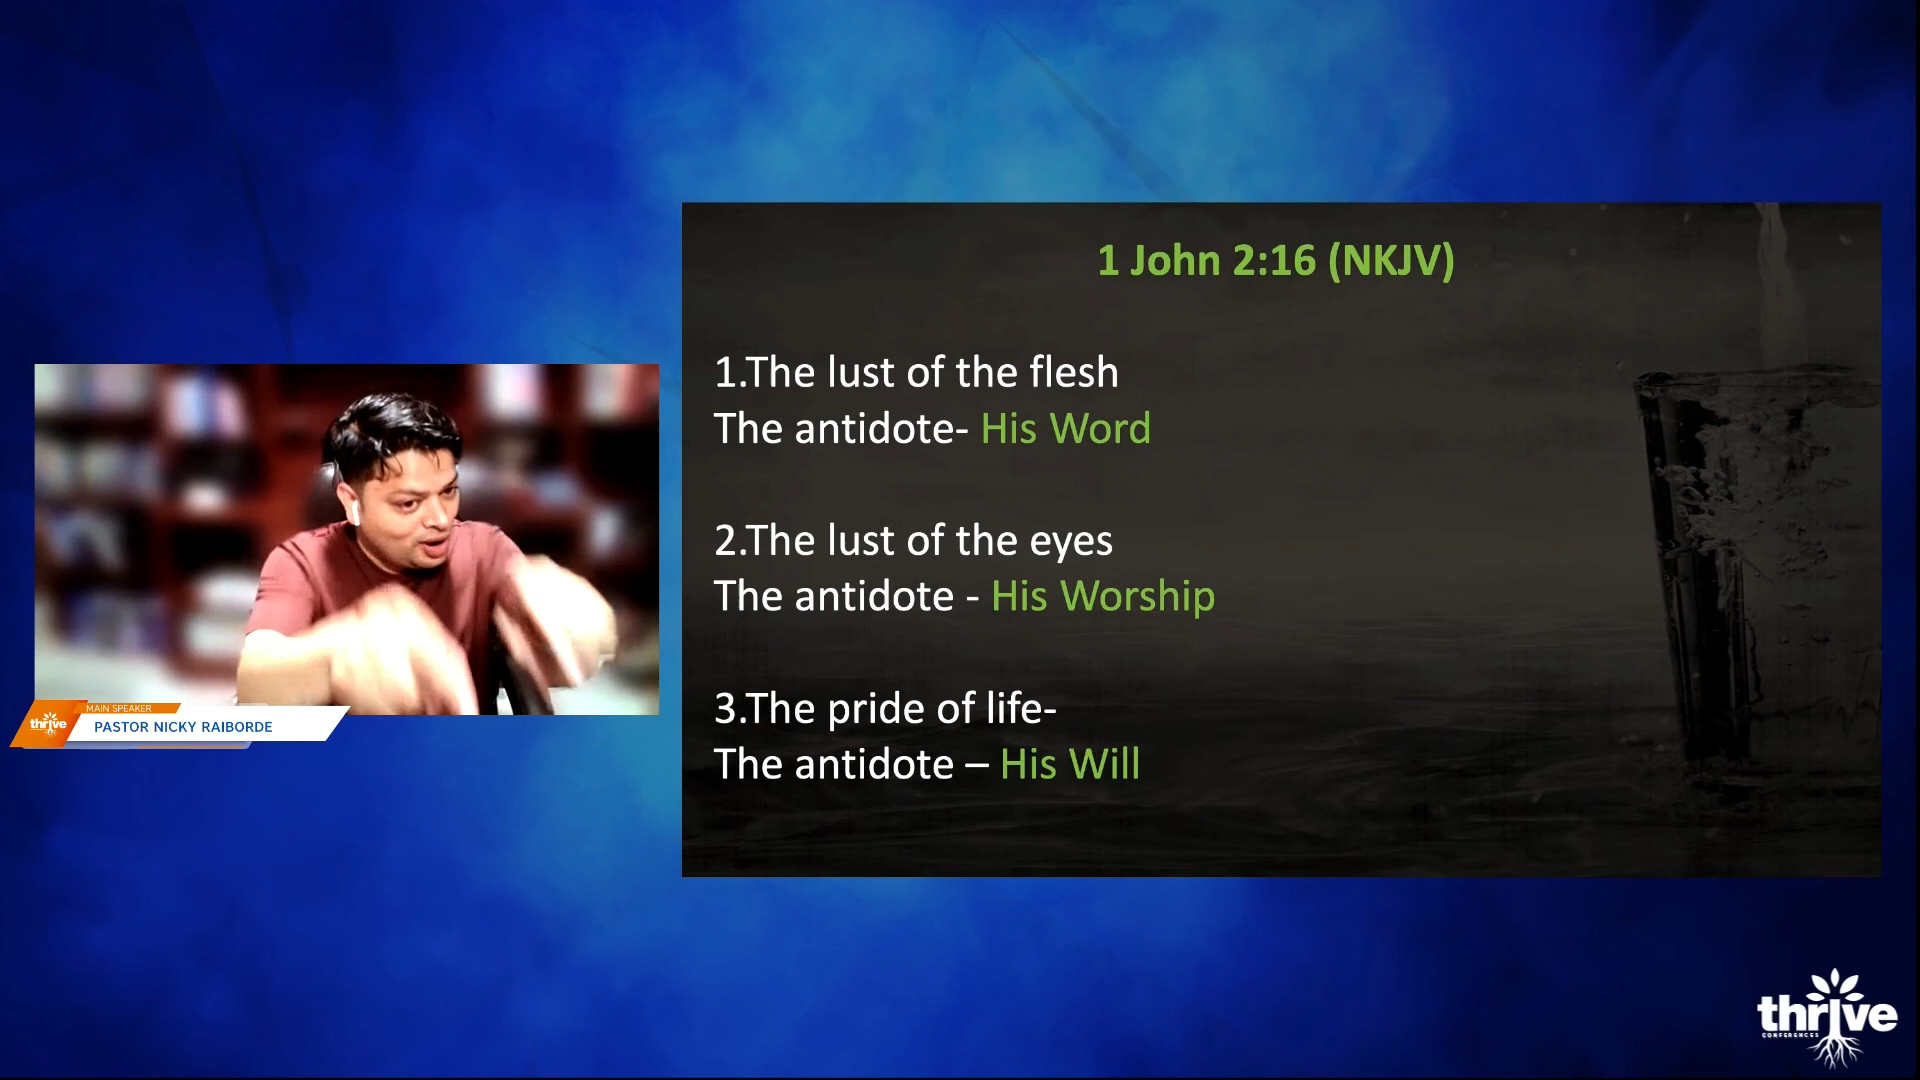 1 John 2:16 (NKJV)
1.The lust of the flesh
The antidote- His Word
2.The lust of the eyes
The antidote - His Worship
3.The pride of life-
The antidote – His Will
MAIN SPEAKER
thrive
PASTOR NICKY RAIBORDE
thrive
CONFERENCES